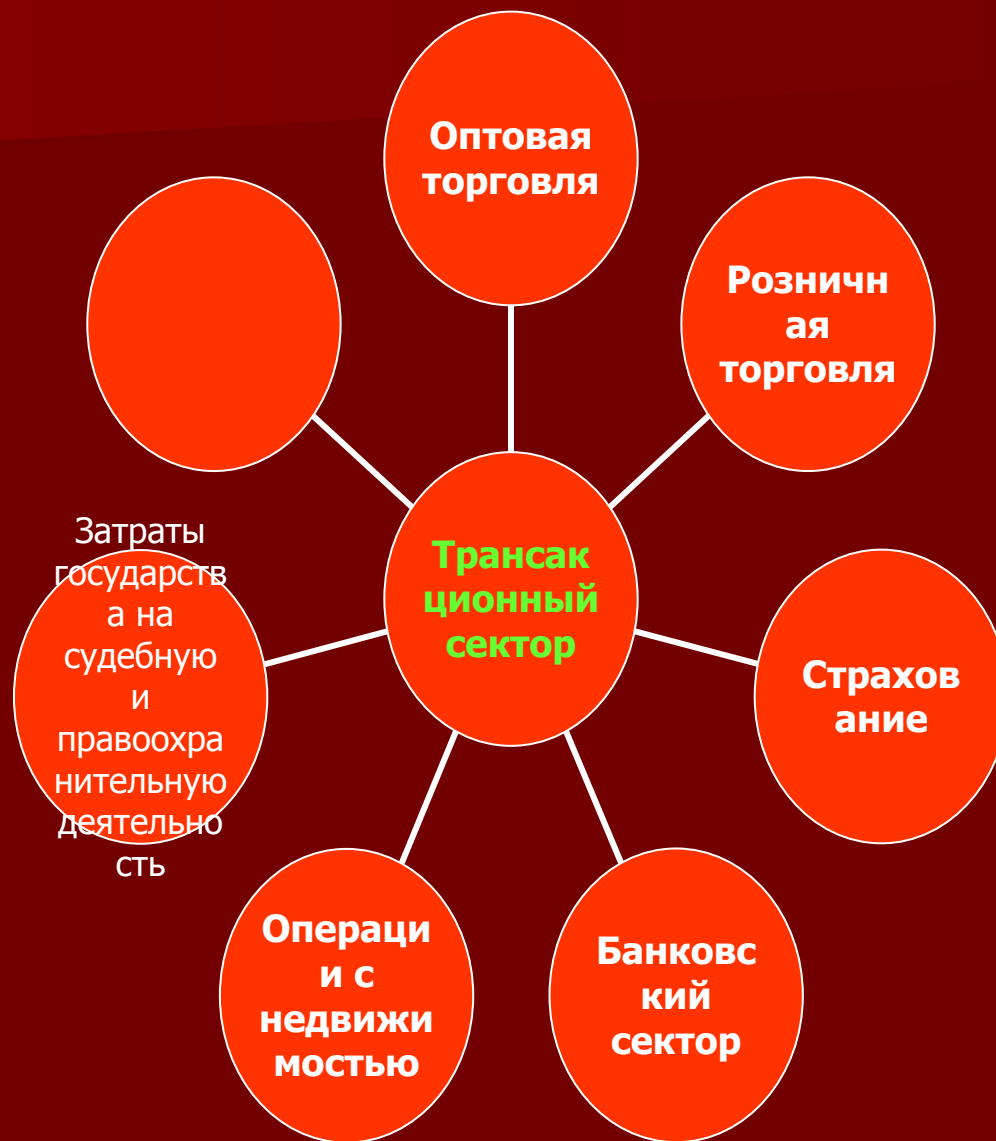 Оптовая
торговля
Розничн
ая
торговля
Трансак
ционный
сектор
Страхов
ание
Банковс
кий
сектор
Операци
и с
недвижи
мостью
Затраты
государств
а на
судебную
и
правоохра
нительную
деятельно
сть